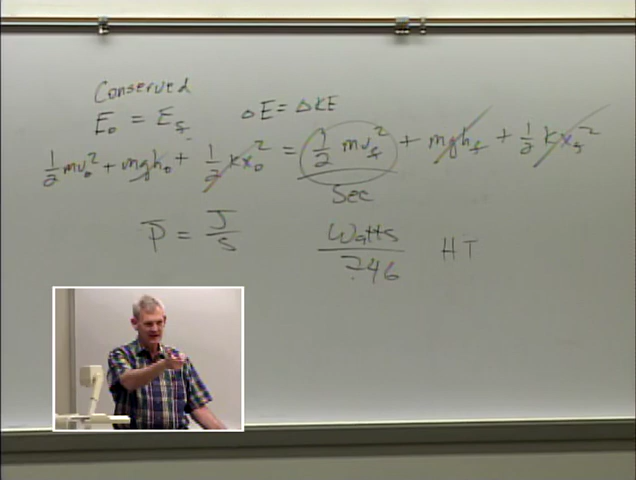 Conserved
E₀ = E_f ΔE = ΔKE
½mv₀² + mgh₀ + ½kx₀² = ½mv_f² + mgh_f + ½kx_f²
Sec
P = J/s Watts/746 HT